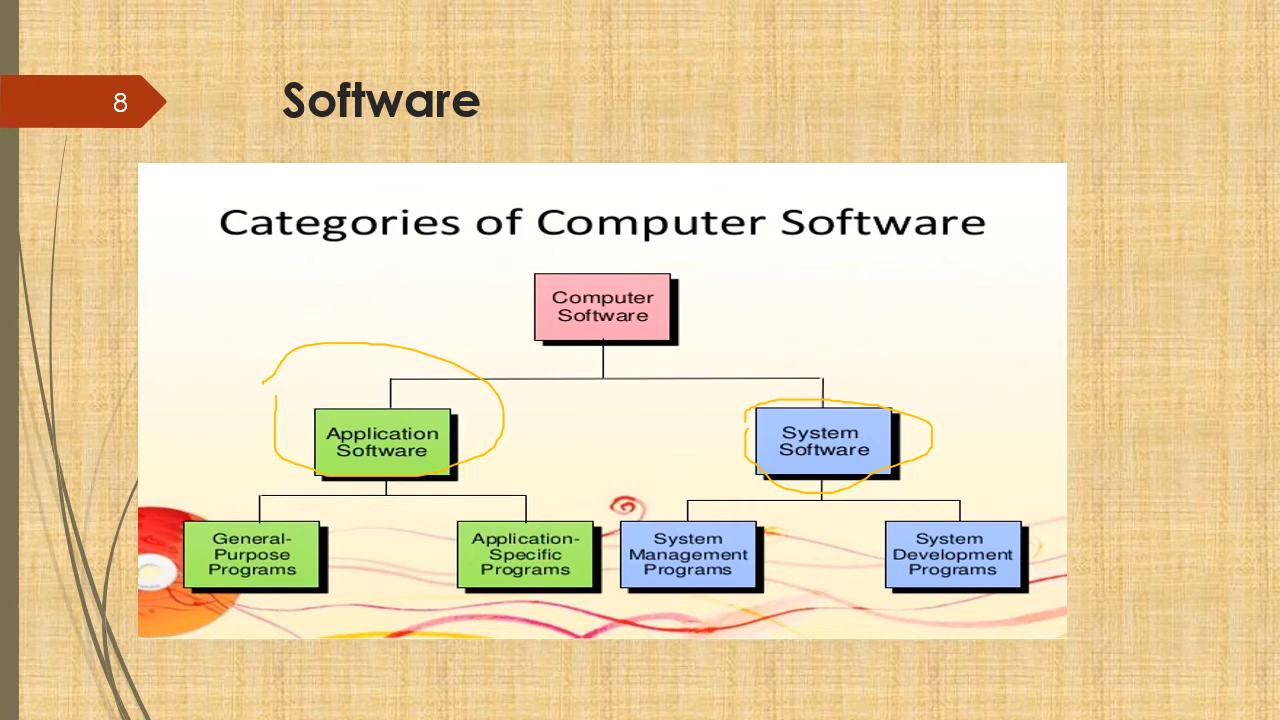 8
Software
Categories of Computer Software
Computer
Software
Application
Software
System
Software
General-
Purpose
Programs
Application-
Specific
Programs
System
Management
Programs
System
Development
Programs